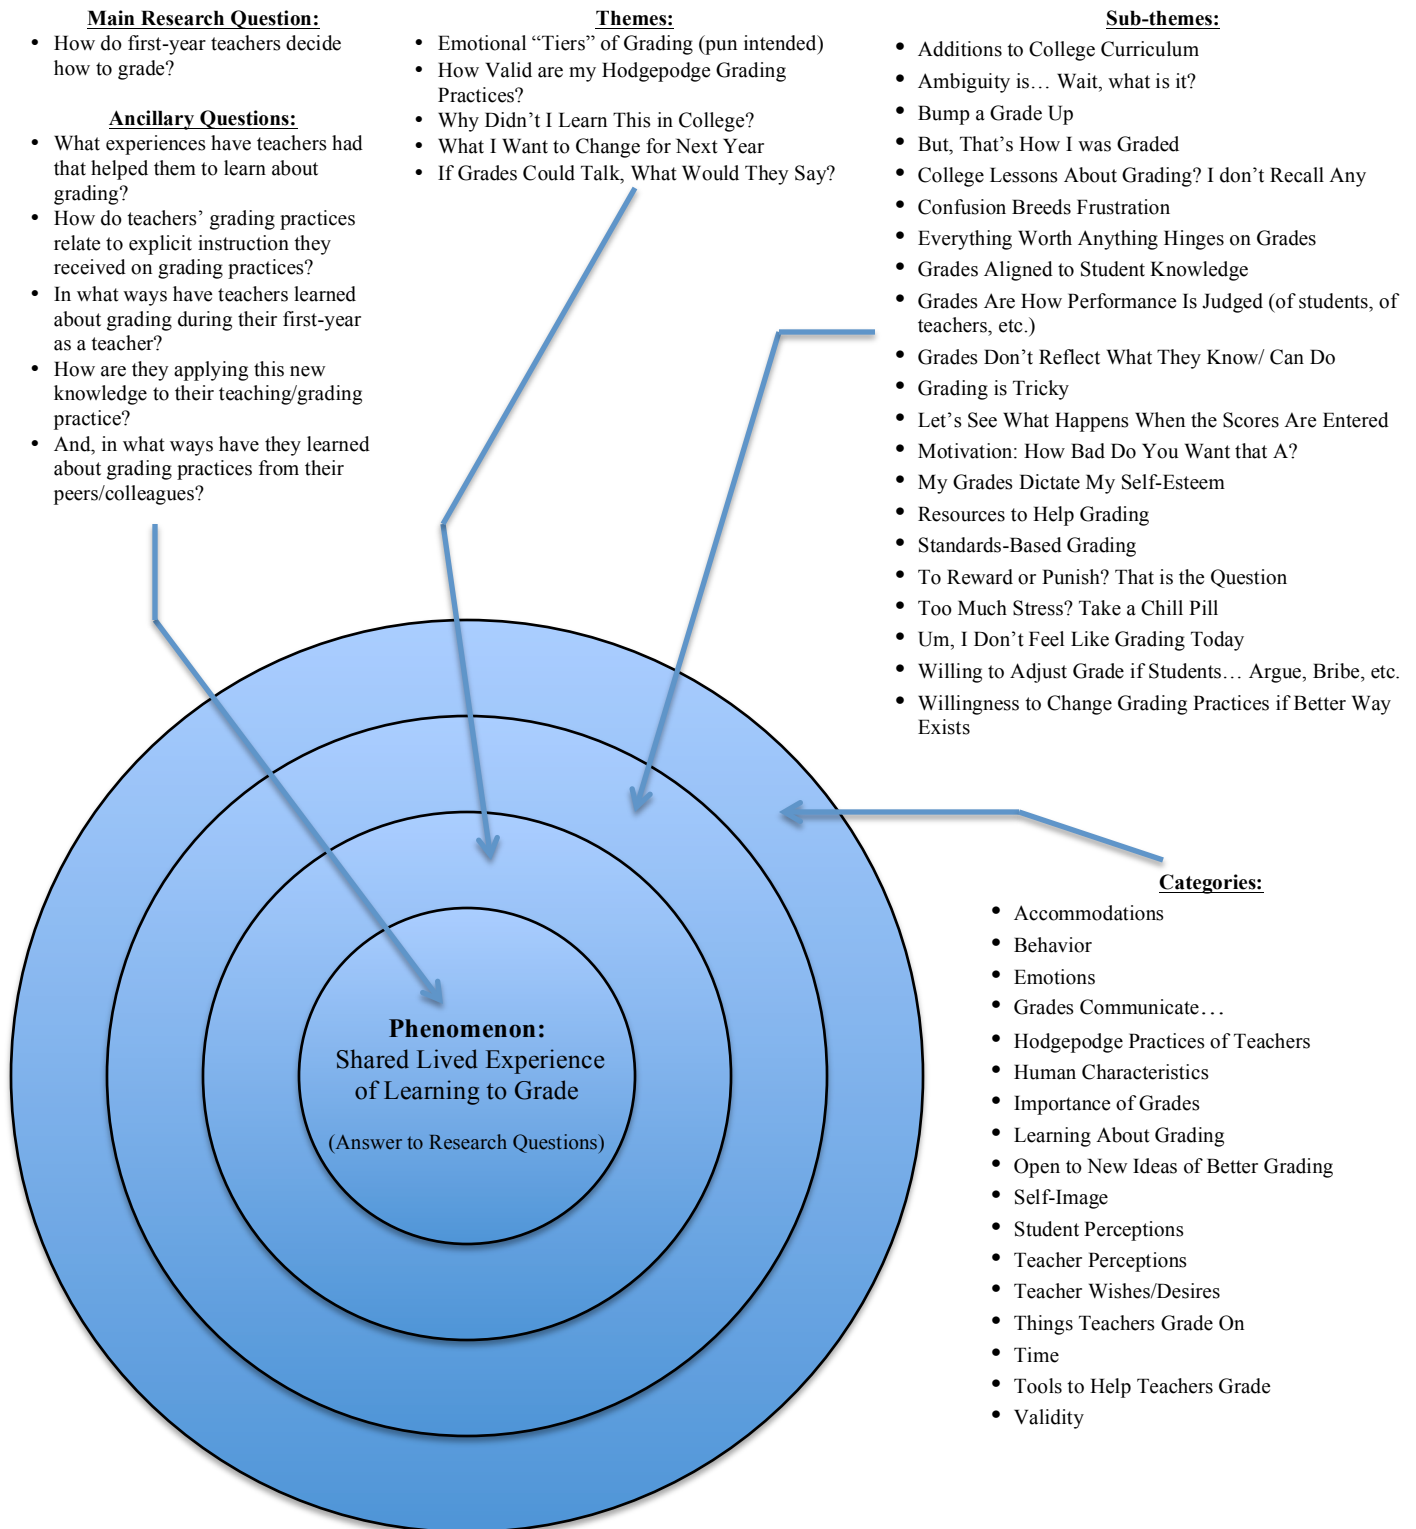 Main Research Question:
• How do first-year teachers decide
how to grade?
Ancillary Questions:
• What experiences have teachers had
that helped them to learn about
grading?
• How do teachers’ grading practices
relate to explicit instruction they
received on grading practices?
• In what ways have teachers learned
about grading during their first-year
as a teacher?
• How are they applying this new
knowledge to their teaching/grading
practice?
• And, in what ways have they learned
about grading practices from their
peers/colleagues?
Themes:
• Emotional “Tiers” of Grading (pun intended)
• How Valid are my Hodgepodge Grading
Practices?
• Why Didn’t I Learn This in College?
• What I Want to Change for Next Year
• If Grades Could Talk, What Would They Say?
Sub-themes:
• Additions to College Curriculum
• Ambiguity is… Wait, what is it?
• Bump a Grade Up
• But, That’s How I was Graded
• College Lessons About Grading? I don’t Recall Any
• Confusion Breeds Frustration
• Everything Worth Anything Hinges on Grades
• Grades Aligned to Student Knowledge
• Grades Are How Performance Is Judged (of students, of
teachers, etc.)
• Grades Don’t Reflect What They Know/ Can Do
• Grading is Tricky
• Let’s See What Happens When the Scores Are Entered
• Motivation: How Bad Do You Want that A?
• My Grades Dictate My Self-Esteem
• Resources to Help Grading
• Standards-Based Grading
• To Reward or Punish? That is the Question
• Too Much Stress? Take a Chill Pill
• Um, I Don’t Feel Like Grading Today
• Willing to Adjust Grade if Students… Argue, Bribe, etc.
• Willingness to Change Grading Practices if Better Way
Exists
Categories:
• Accommodations
• Behavior
• Emotions
• Grades Communicate…
• Hodgepodge Practices of Teachers
• Human Characteristics
• Importance of Grades
• Learning About Grading
• Open to New Ideas of Better Grading
• Self-Image
• Student Perceptions
• Teacher Perceptions
• Teacher Wishes/Desires
• Things Teachers Grade On
• Time
• Tools to Help Teachers Grade
• Validity
Phenomenon:
Shared Lived Experience
of Learning to Grade
(Answer to Research Questions)